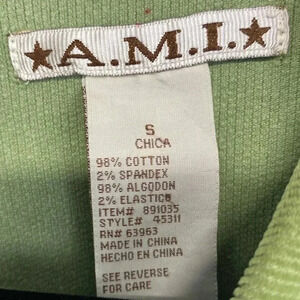 ★A.M.I.★
S
CHICA
98% COTTON
2% SPANDEX
98% ALGODON
2% ELASTICO
ITEM# 891035
STYLE# 45311
RN# 63963
MADE IN CHINA
HECHO EN CHINA
SEE REVERSE
FOR CARE